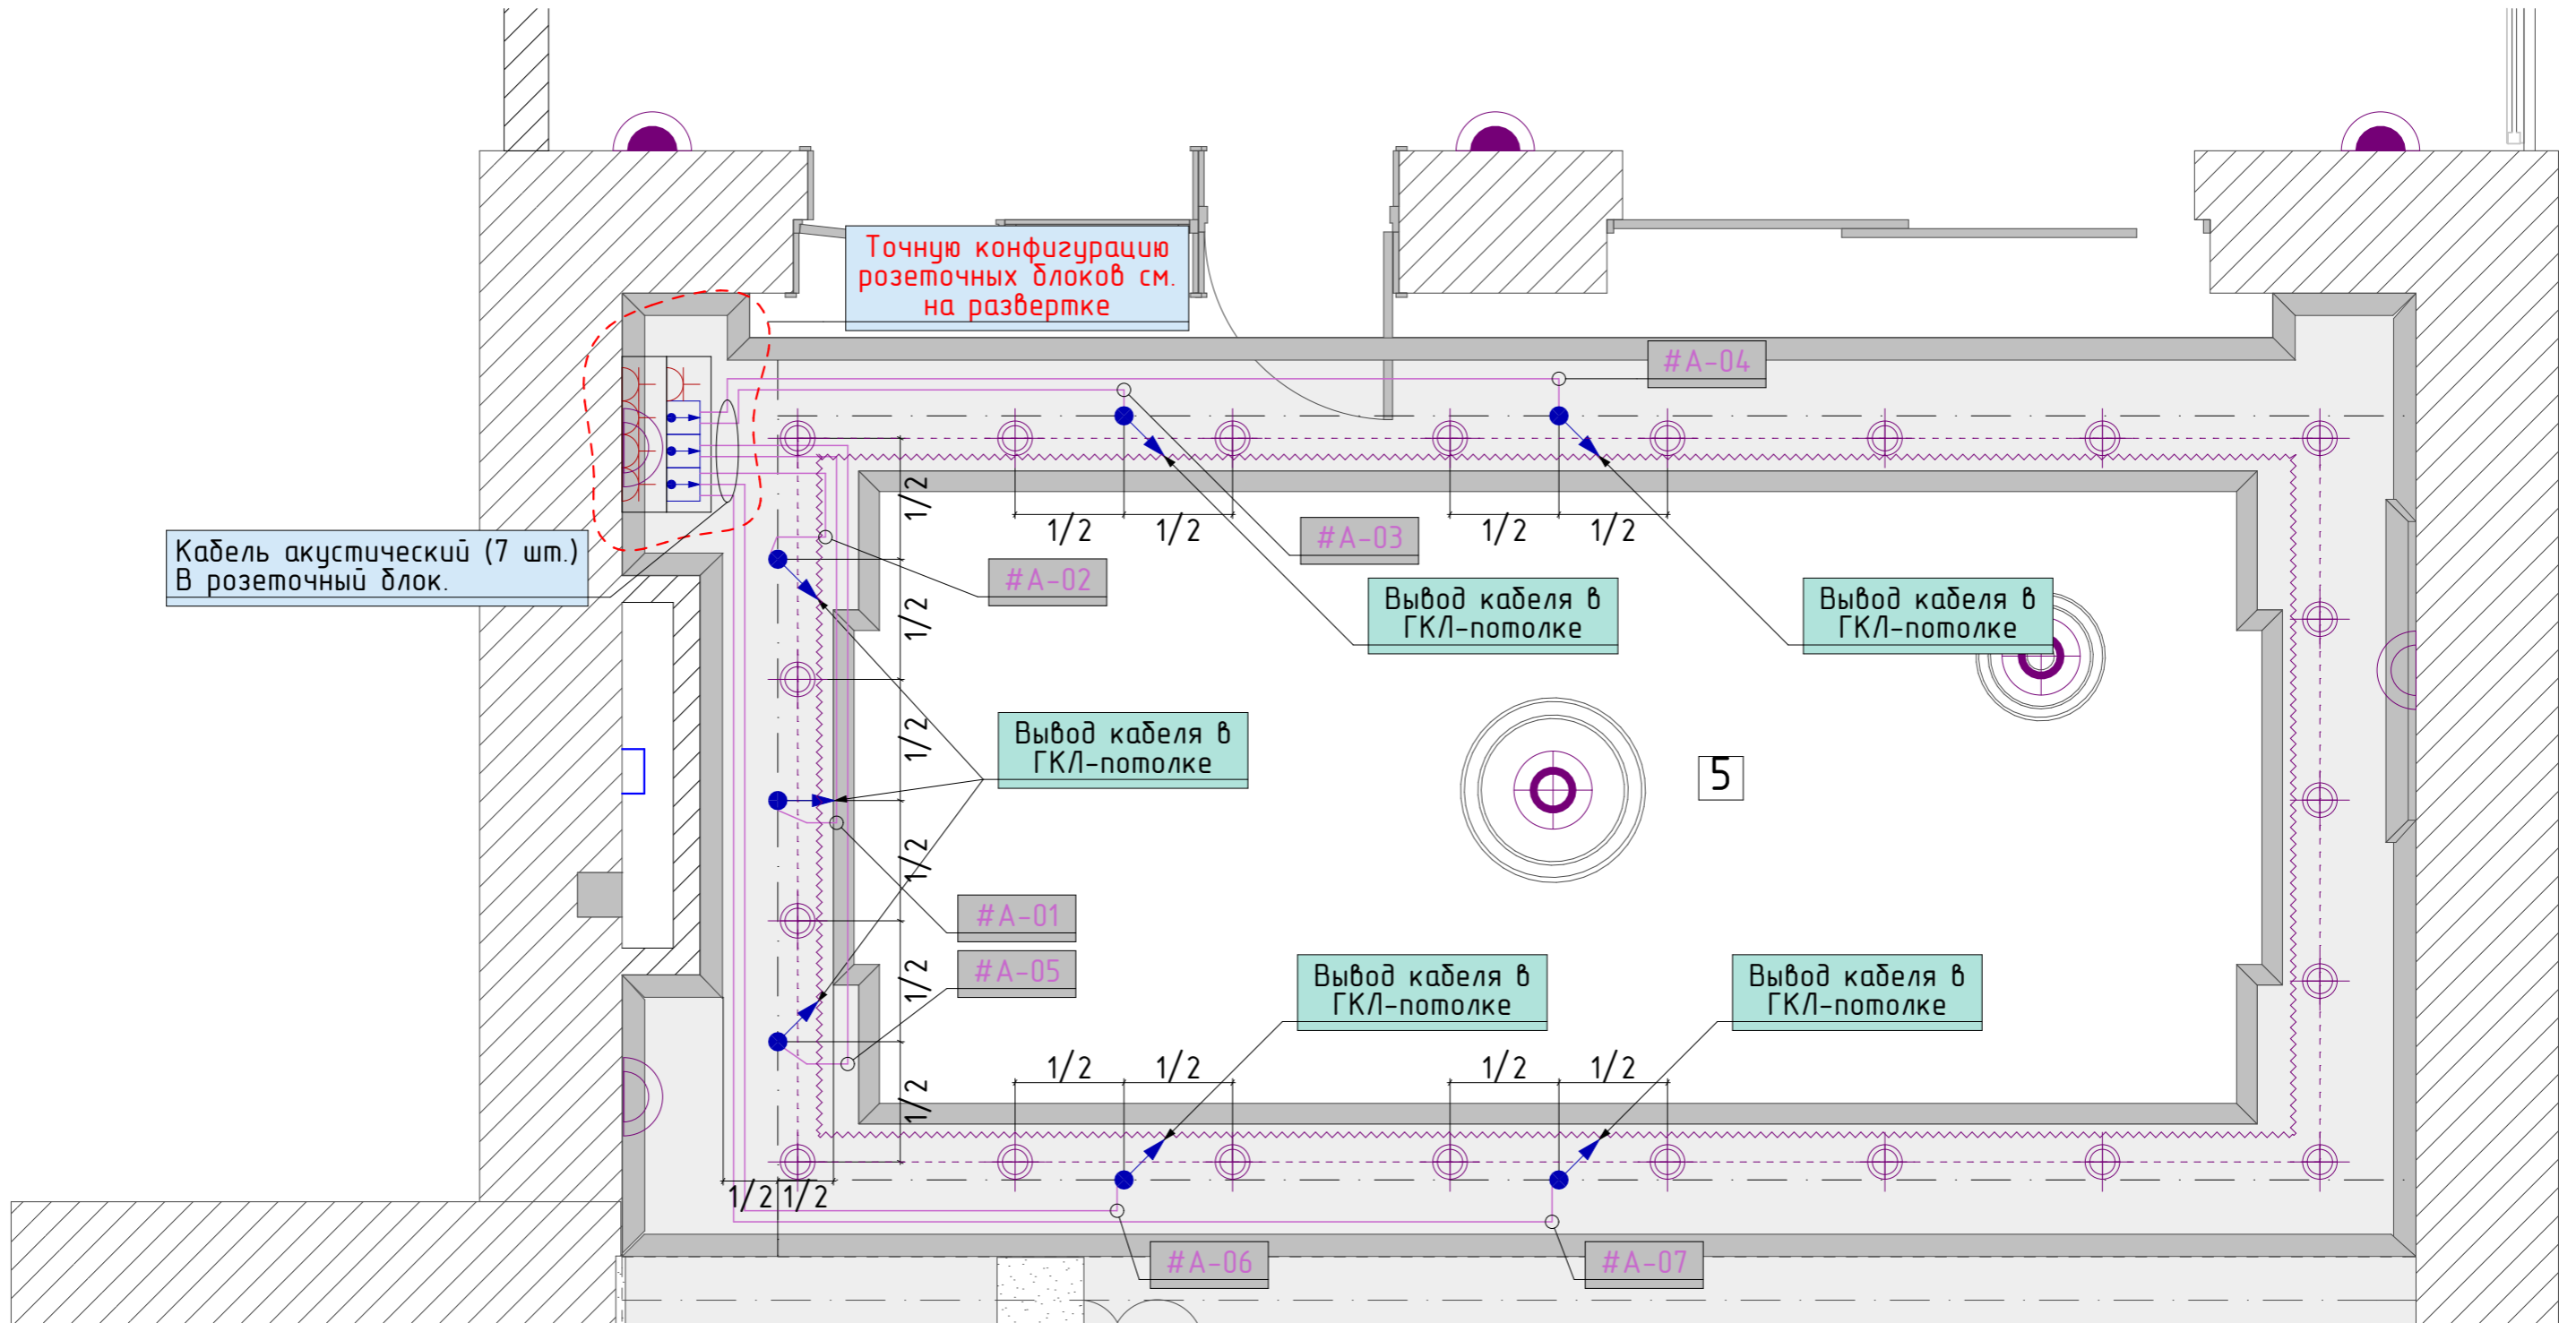 Точную конфигурацию
розеточных блоков см.
на развертке
#A-04
1/2
1/2
1/2
1/2
1/2
#A-03
Кабель акустический (7 шт.)
В розеточный блок.
#A-02
1/2
Вывод кабеля в
ГКЛ-потолке
Вывод кабеля в
ГКЛ-потолке
Вывод кабеля в
ГКЛ-потолке
1/2
5
1/2
#A-01
#A-05
1/2
Вывод кабеля в
ГКЛ-потолке
Вывод кабеля в
ГКЛ-потолке
1/2
1/2
1/2
1/2
1/2
1/2
1/2
#A-06
#A-07